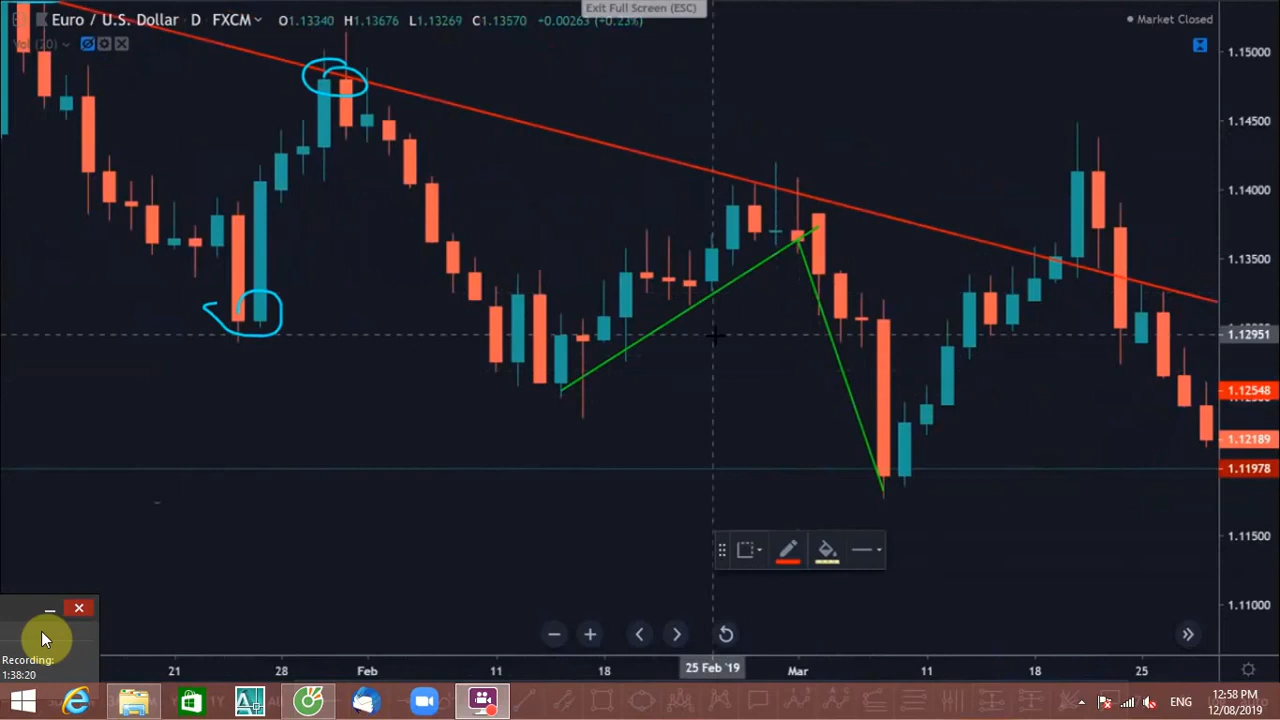 Exit Full Screen (ESC)
Euro / U.S. Dollar D FXCM O1.13340 H1.13676 L1.13269 C1.13570 +0.00263 (+0.23%)
Market Closed
Vol (20)
1.15000
1.14500
1.14000
1.13500
1.12951
1.12548
1.12189
1.11978
1.11500
1.11000
21 28 Feb 18 25 Feb '19 Mar 11 18 25
Recording:
1:38:20
ENG
12:58 PM
12/08/2019